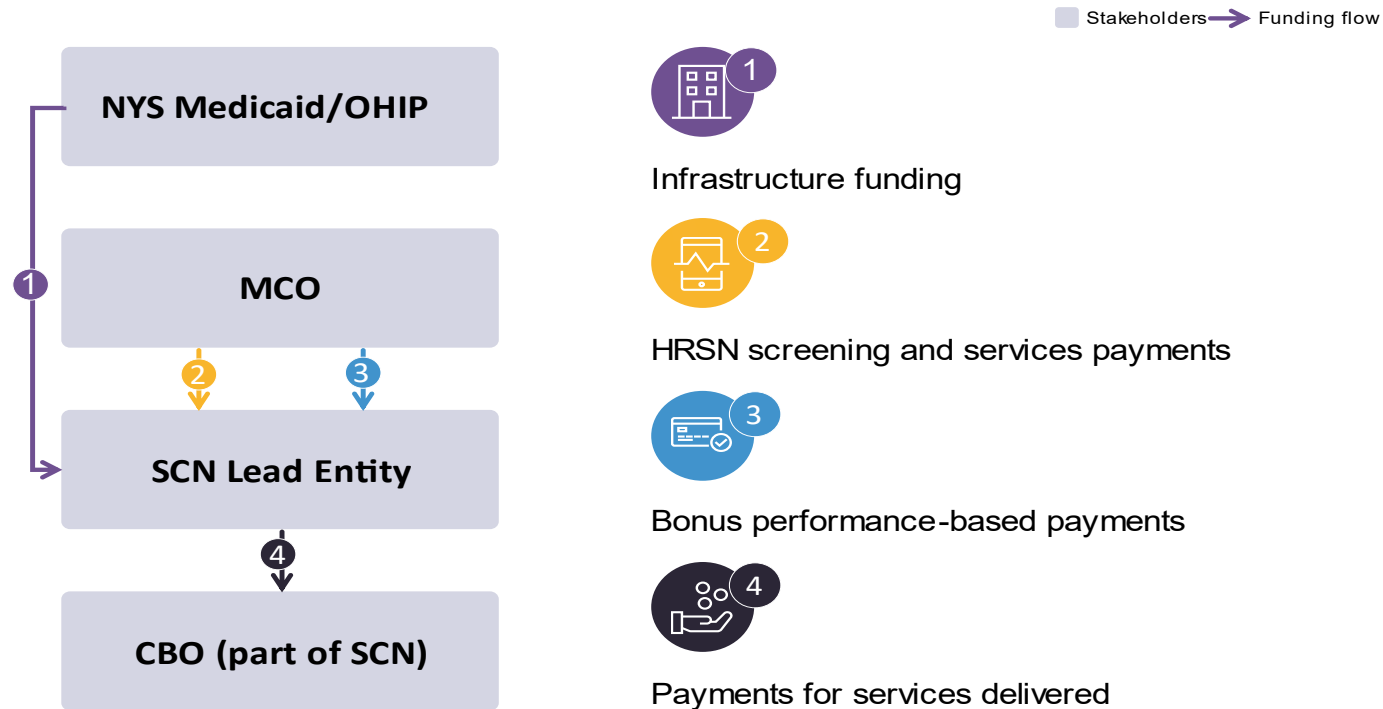 Stakeholders Funding flow
NYS Medicaid/OHIP
1
MCO
2 3
SCN Lead Entity
4
CBO (part of SCN)
1
Infrastructure funding
2
HRSN screening and services payments
3
Bonus performance-based payments
4
Payments for services delivered